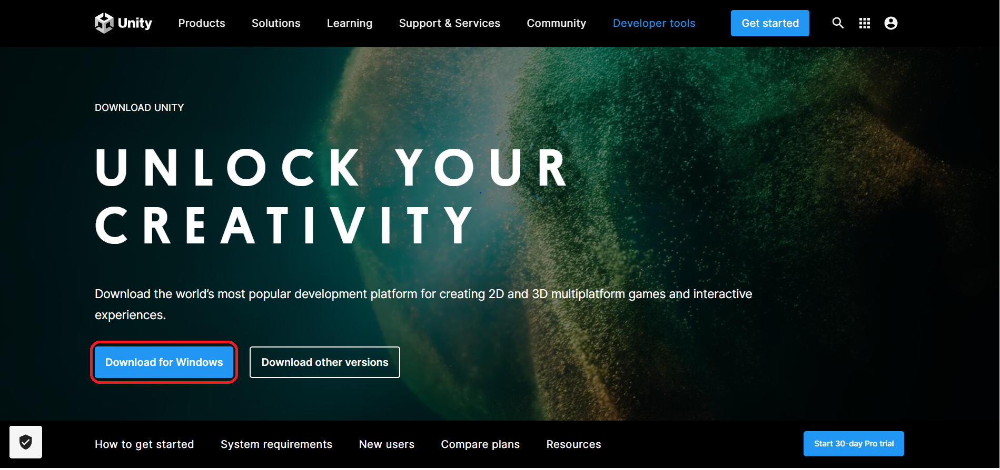 Unity
Products
Solutions
Learning
Support & Services
Community
Developer tools
Get started
DOWNLOAD UNITY
UNLOCK YOUR
CREATIVITY
Download the world’s most popular development platform for creating 2D and 3D multiplatform games and interactive
experiences.
Download for Windows
Download other versions
How to get started
System requirements
New users
Compare plans
Resources
Start 30-day Pro trial